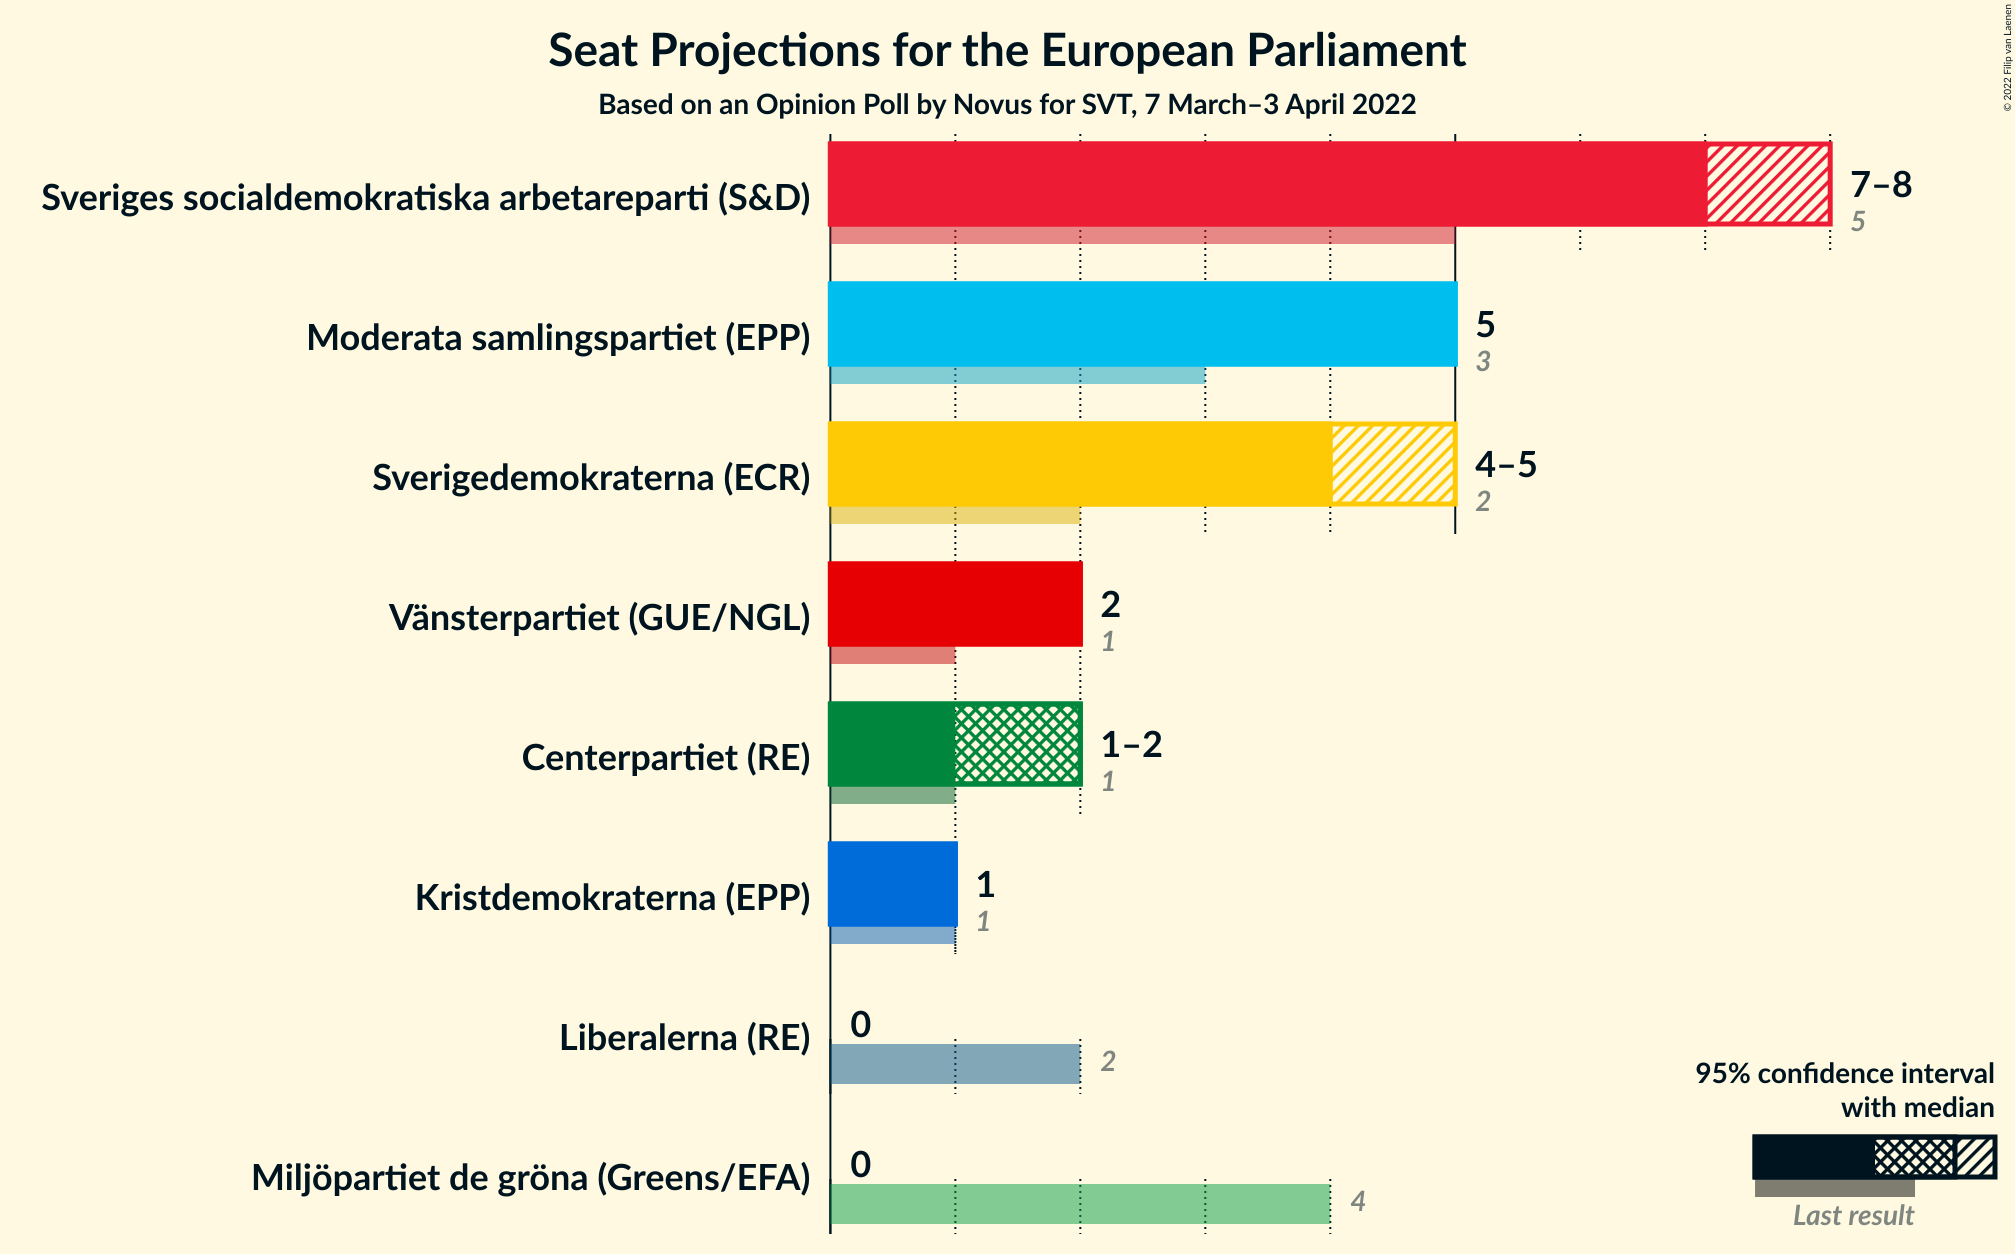 Seat Projections for the European Parliament
Based on an Opinion Poll by Novus for SVT, 7 March–3 April 2022
© 2022 Filip van Laenen
Sveriges socialdemokratiska arbetareparti (S&D)
7–8
5
Moderata samlingspartiet (EPP)
5
3
Sverigedemokraterna (ECR)
4–5
2
Vänsterpartiet (GUE/NGL)
2
1
Centerpartiet (RE)
1–2
1
Kristdemokraterna (EPP)
1
1
Liberalerna (RE)
0
2
Miljöpartiet de gröna (Greens/EFA)
0
4
95% confidence interval
with median
Last result